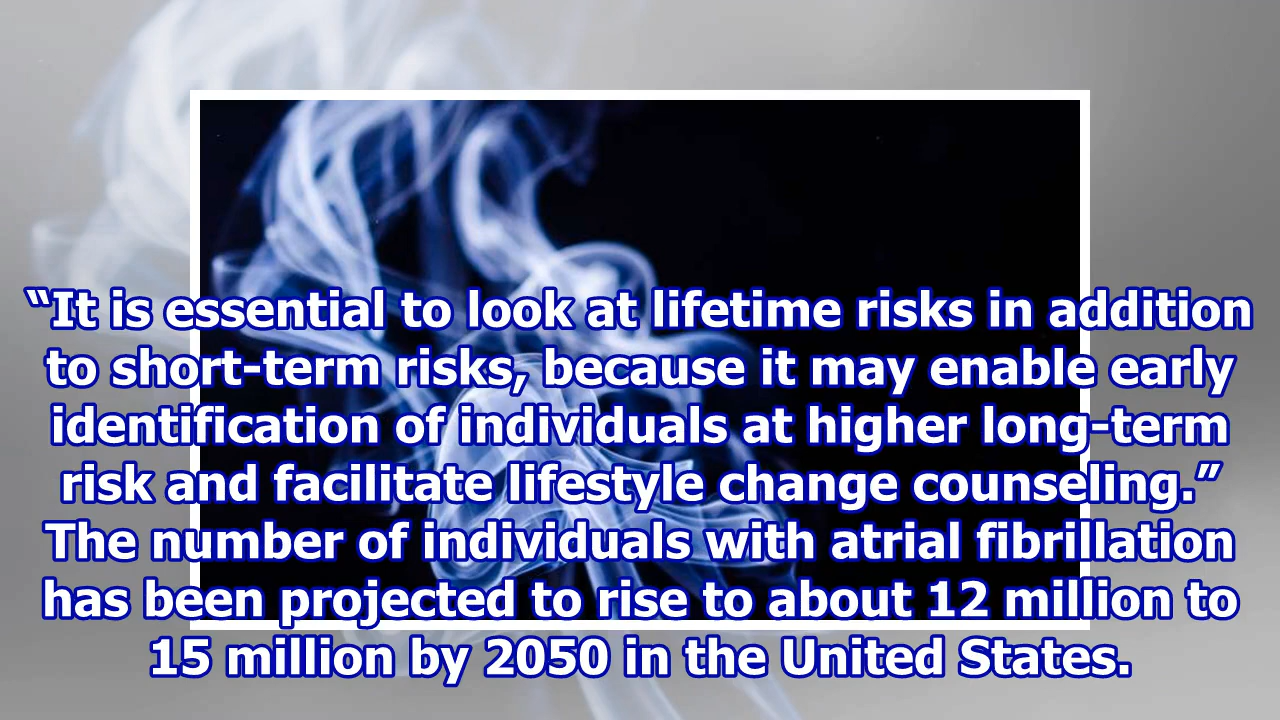 “It is essential to look at lifetime risks in addition
to short-term risks, because it may enable early
identification of individuals at higher long-term
risk and facilitate lifestyle change counseling.”
The number of individuals with atrial fibrillation
has been projected to rise to about 12 million to
15 million by 2050 in the United States.